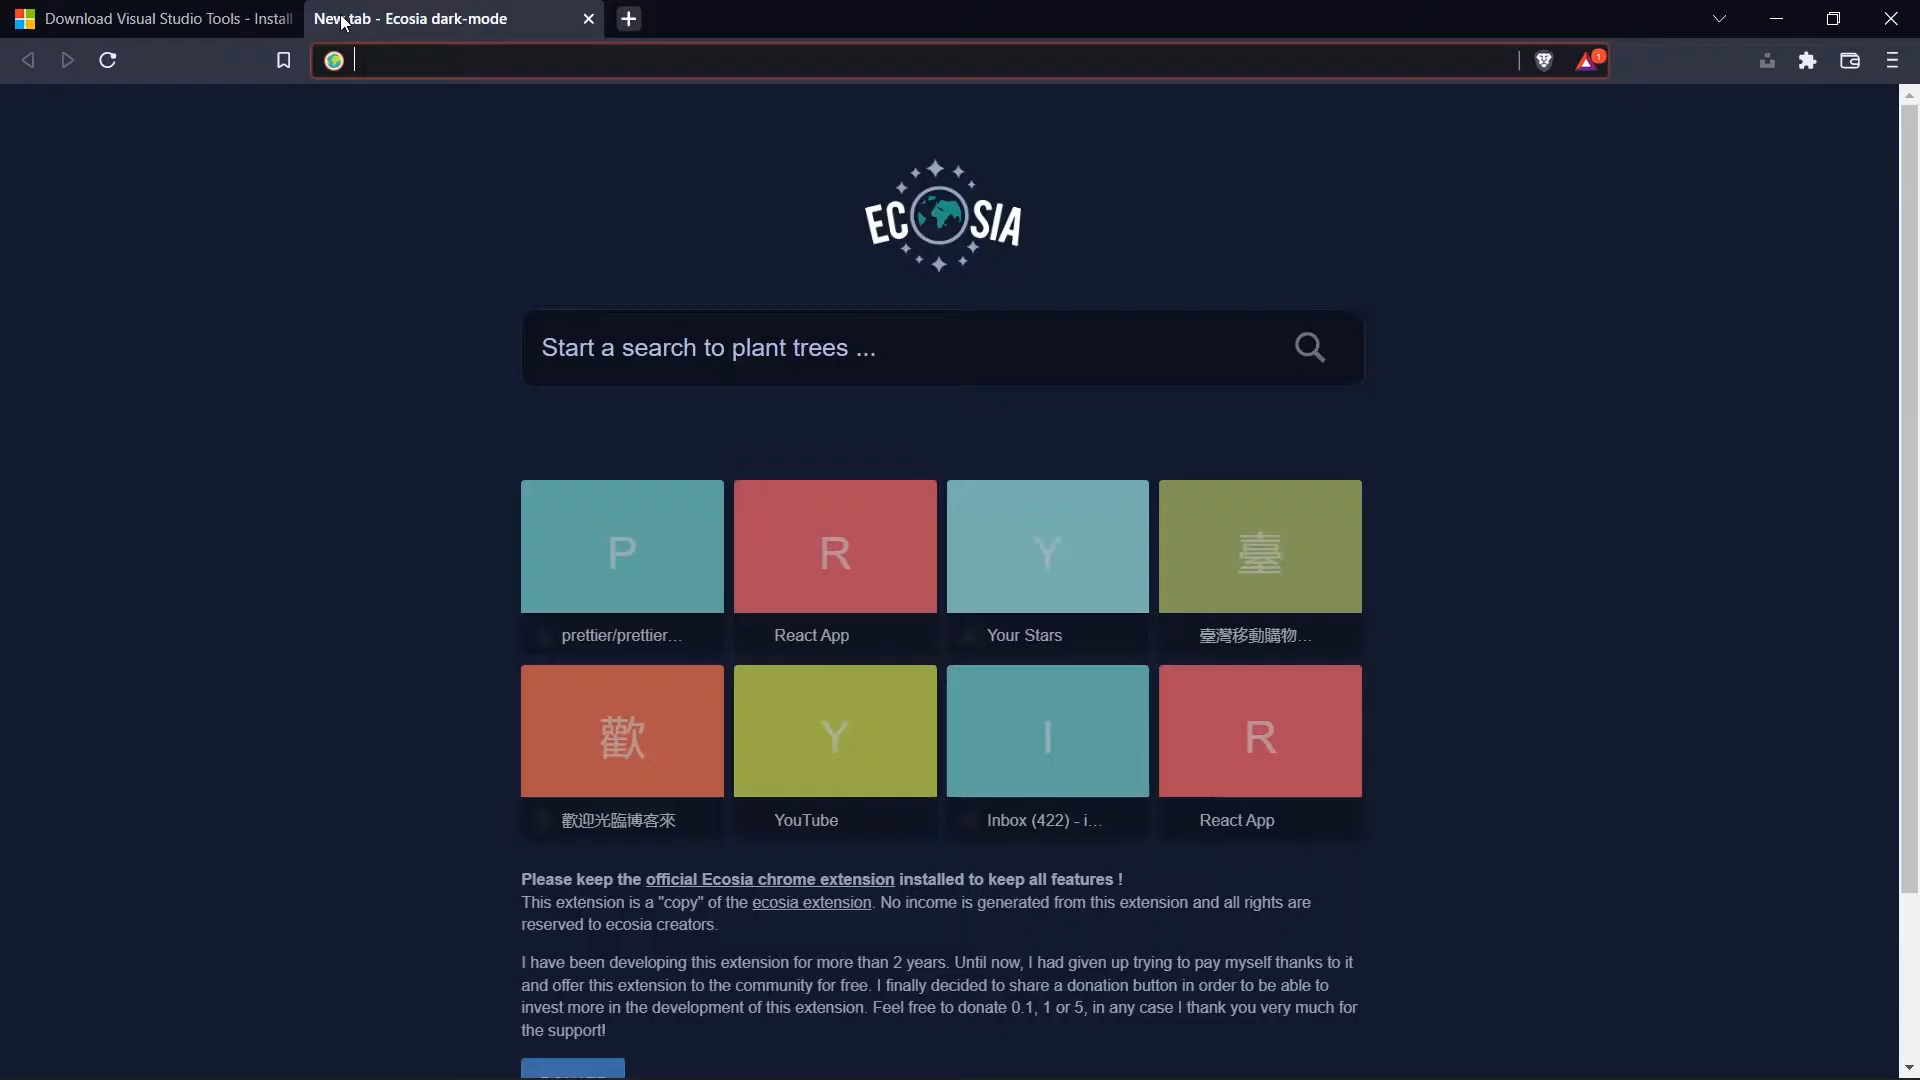 Download Visual Studio Tools - Install
New tab - Ecosia dark-mode
1
ECOSIA
Start a search to plant trees ...
P
R
Y
臺
prettier/prettier...
React App
Your Stars
臺灣移動購物...
歡
Y
I
R
歡迎光臨博客來
YouTube
Inbox (422) - i...
React App
Please keep the official Ecosia chrome extension installed to keep all features !
This extension is a "copy" of the ecosia extension. No income is generated from this extension and all rights are
reserved to ecosia creators.
I have been developing this extension for more than 2 years. Until now, I had given up trying to pay myself thanks to it
and offer this extension to the community for free. I finally decided to share a donation button in order to be able to
invest more in the development of this extension. Feel free to donate 0.1, 1 or 5, in any case I thank you very much for
the support!